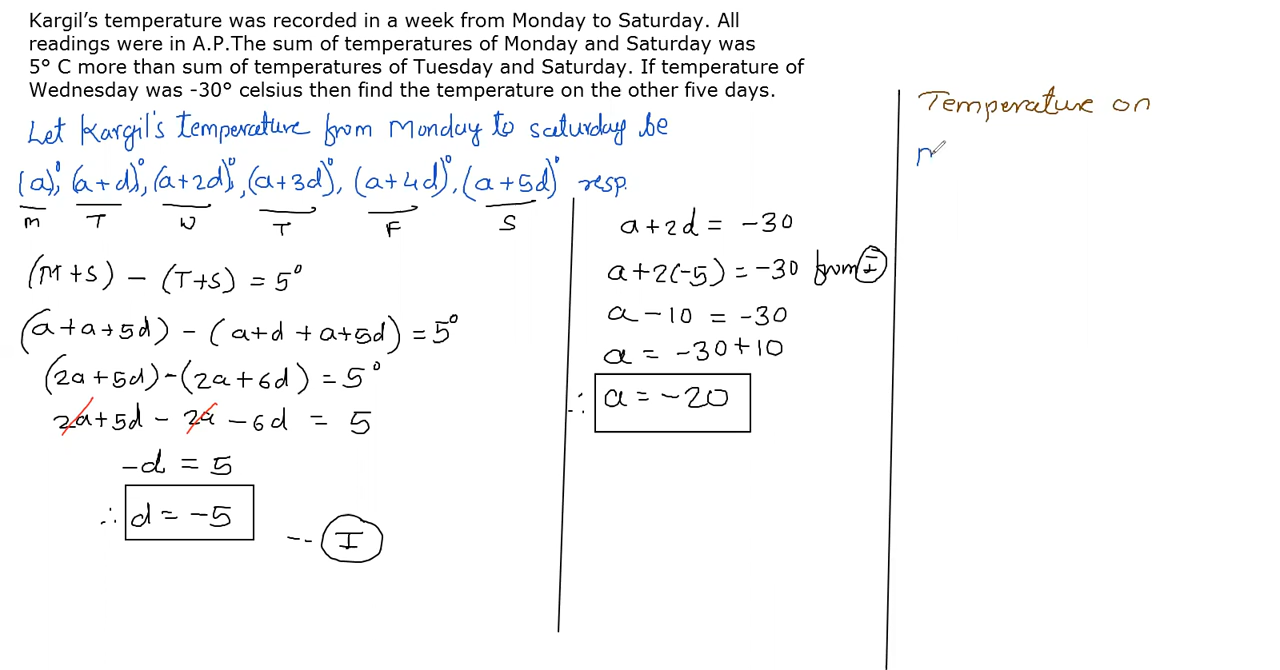 Kargil's temperature was recorded in a week from Monday to Saturday. All
readings were in A.P.The sum of temperatures of Monday and Saturday was
5° C more than sum of temperatures of Tuesday and Saturday. If temperature of
Wednesday was -30° celsius then find the temperature on the other five days.
Let Kargil's temperature from Monday to saturday be
(a)°, (a+d)°, (a+2d)°, (a+3d)°, (a+4d)°, (a+5d)° resp.
M T W T F S
(M+S) - (T+S) = 5°
(a+a+5d) - (a+d+a+5d) = 5°
(2a+5d)-(2a+6d) = 5°
2a+5d - 2a - 6d = 5
-d = 5
∴ d = -5 -- I
a+2d = -30
a+2(-5) = -30 from I
a - 10 = -30
a = -30+10
∴ a = -20
Temperature on